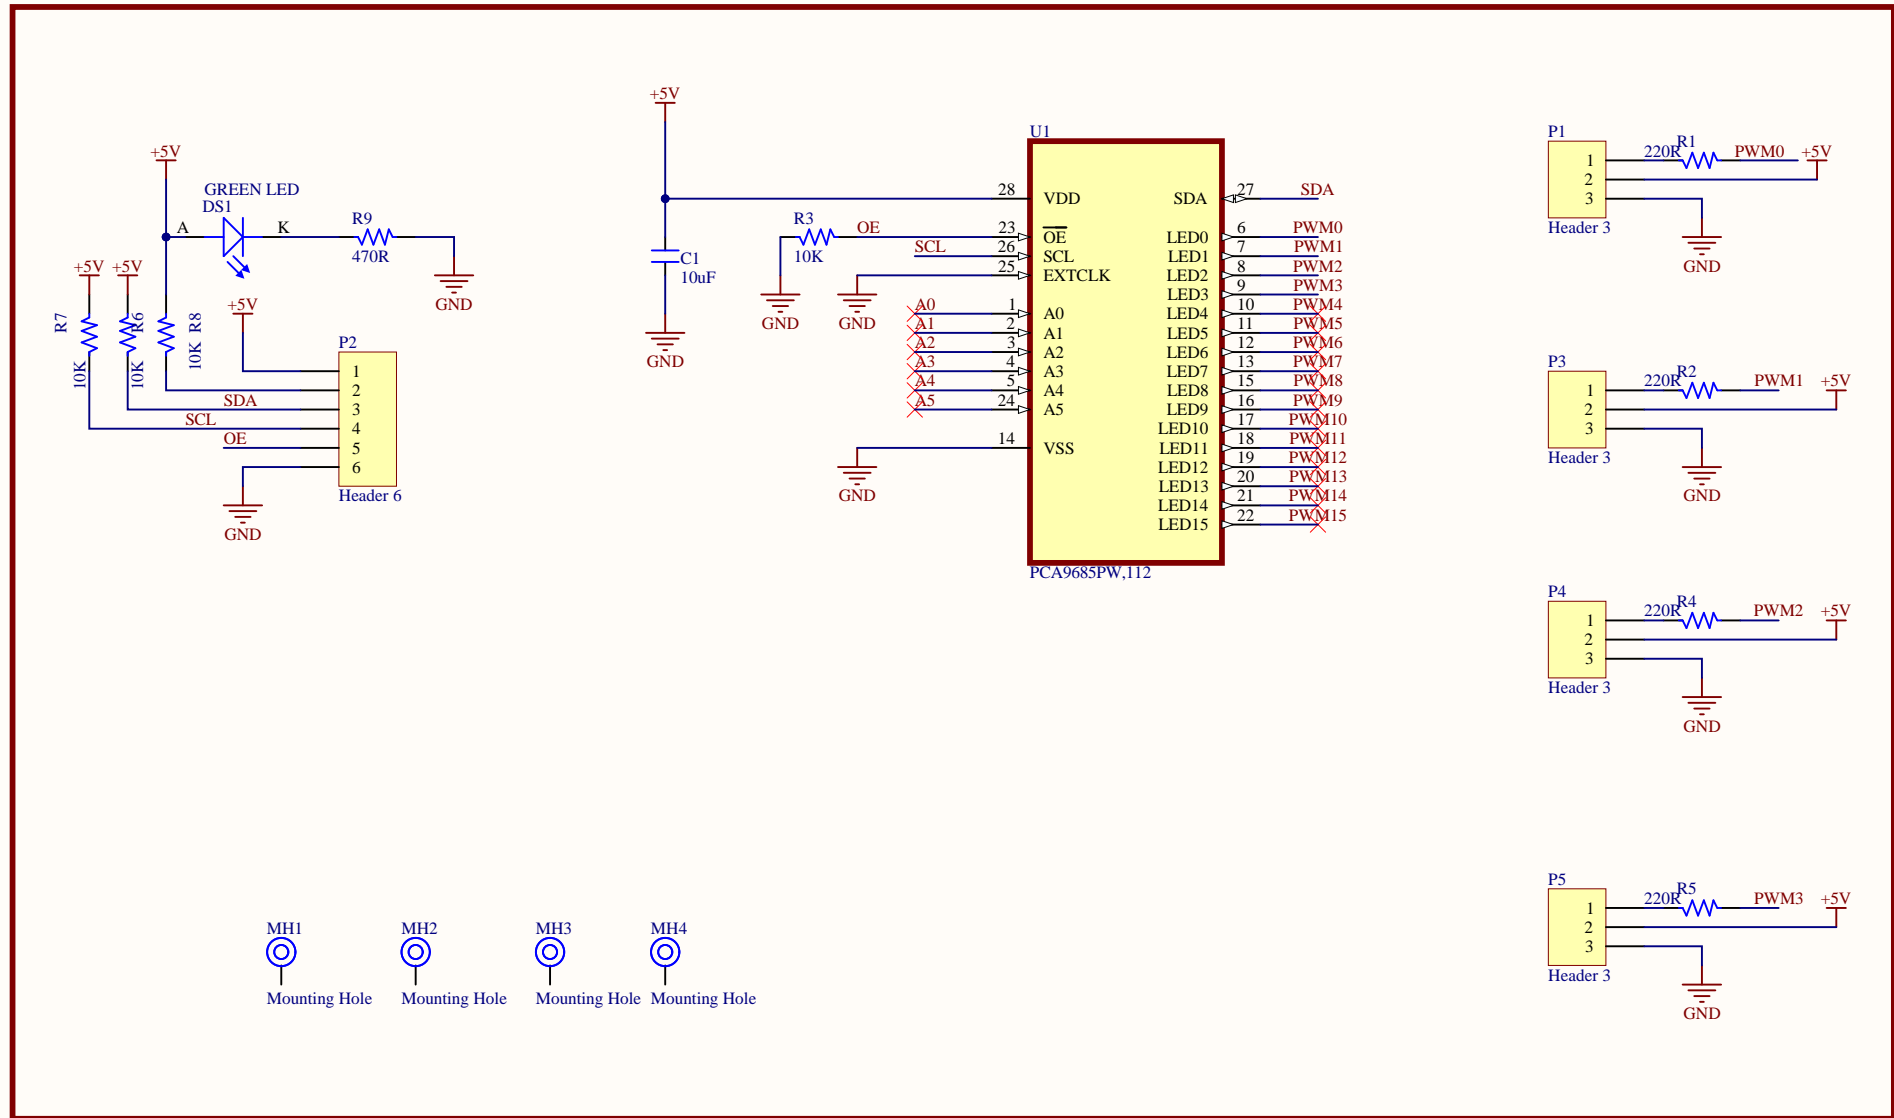 +5V
GREEN LED
DS1
A
K
R9
470R
GND
+5V
+5V
R7
10K
R6
10K
10K R8
+5V
P2
1
2
SDA
3
SCL
4
OE
5
6
Header 6
GND
+5V
C1
10uF
GND
R3
10K
OE
GND
SCL
GND
A0
A1
A2
A3
A4
A5
GND
U1
28 VDD
23 OE
26 SCL
25 EXTCLK
1 A0
2 A1
3 A2
4 A3
5 A4
24 A5
14 VSS
SDA 27 SDA
LED0 6 PWM0
LED1 7 PWM1
LED2 8 PWM2
LED3 9 PWM3
LED4 10 PWM4
LED5 11 PWM5
LED6 12 PWM6
LED7 13 PWM7
LED8 15 PWM8
LED9 16 PWM9
LED10 17 PWM10
LED11 18 PWM11
LED12 19 PWM12
LED13 20 PWM13
LED14 21 PWM14
LED15 22 PWM15
PCA9685PW,112
P1
R1
1 220R PWM0 +5V
2
3
Header 3
GND
P3
R2
1 220R PWM1 +5V
2
3
Header 3
GND
P4
R4
1 220R PWM2 +5V
2
3
Header 3
GND
P5
R5
1 220R PWM3 +5V
2
3
Header 3
GND
MH1 MH2 MH3 MH4
Mounting Hole Mounting Hole Mounting Hole Mounting Hole